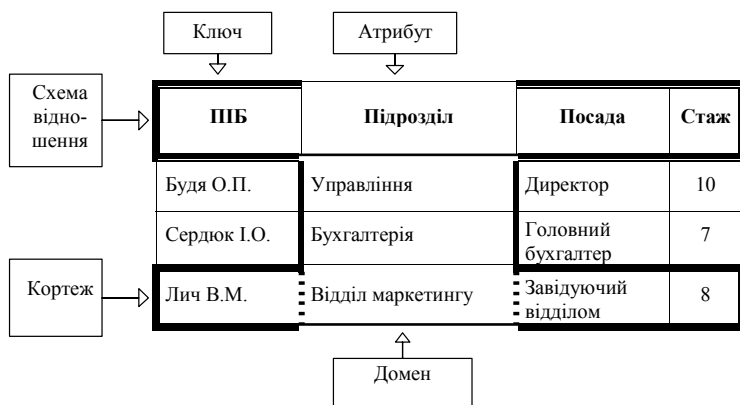 Ключ
Атрибут
Схема
відно-
шення
ПІБ
Підрозділ
Посада
Стаж
Будя О.П.
Управління
Директор
10
Сердюк І.О.
Бухгалтерія
Головний
бухгалтер
7
Кортеж
Лич В.М.
Відділ маркетингу
Завідуючий
відділом
8
Домен